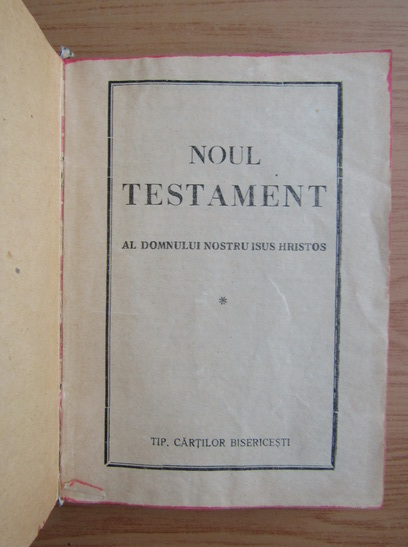 NOUL
TESTAMENT
AL DOMNULUI NOSTRU ISUS HRISTOS
*
TIP. CĂRȚILOR BISERICEȘTI